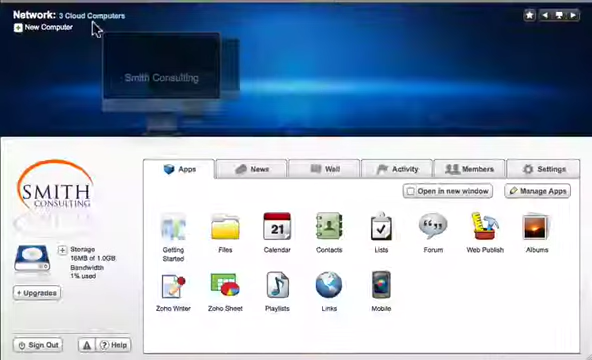 Network: 3 Cloud Computers
New Computer
Smith Consulting
Apps
News
Wall
Activity
Members
Settings
Open in new window
Manage Apps
SMITH
CONSULTING
Getting
Started
Files
21
Calendar
Contacts
Lists
Forum
Web Publish
Albums
Storage
16MB of 1.0GB
Bandwidth
1% used
+ Upgrades
Zoho Writer
Zoho Sheet
Playlists
Links
Mobile
Sign Out
Help